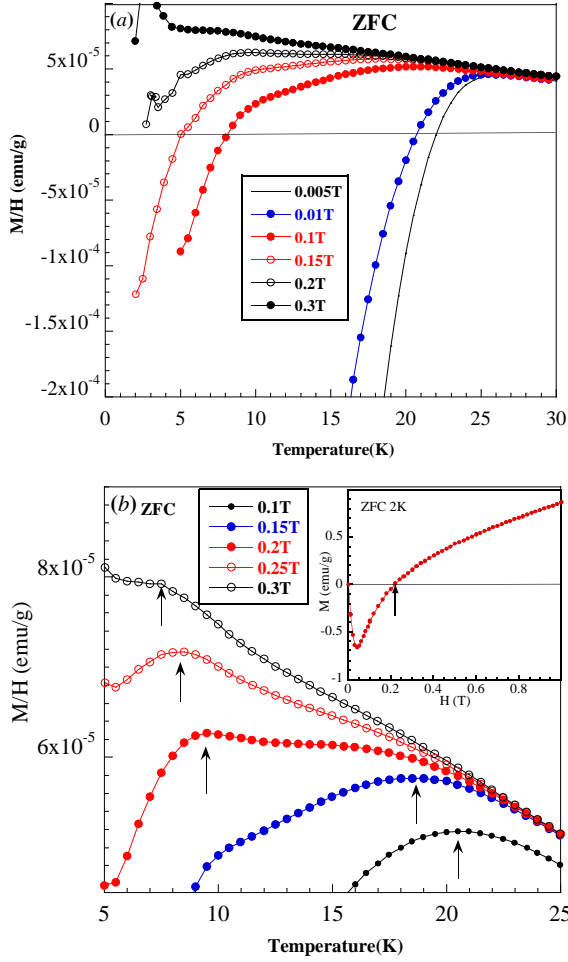 (a)
ZFC
M/H (emu/g)
5x10-5
0
-5x10-5
-1x10-4
-1.5x10-4
-2x10-4
0.005T
0.01T
0.1T
0.15T
0.2T
0.3T
0 5 10 15 20 25 30
Temperature(K)
(b) ZFC
M/H (emu/g)
8x10-5
6x10-5
0.1T
0.15T
0.2T
0.25T
0.3T
ZFC 2K
M (emu/g)
0.5
0
-0.5
-1
0 0.2 0.4 0.6 0.8
H (T)
5 10 15 20 25
Temperature(K)